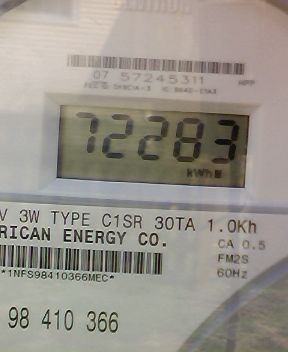 07 57245311
72283
kWh
V 3W TYPE C1SR 30TA 1.0Kh
RICAN ENERGY CO.
CA 0.5
FM2S
*1NFS98410366MEC*
60Hz
98 410 366